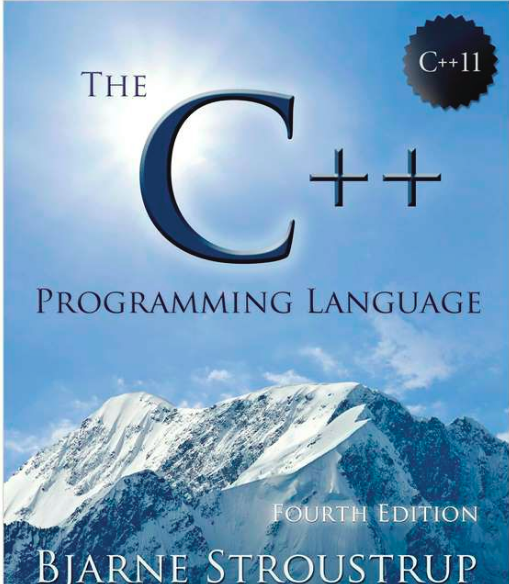 C++11
THE
C++
PROGRAMMING LANGUAGE
FOURTH EDITION
BJARNE STROUSTRUP